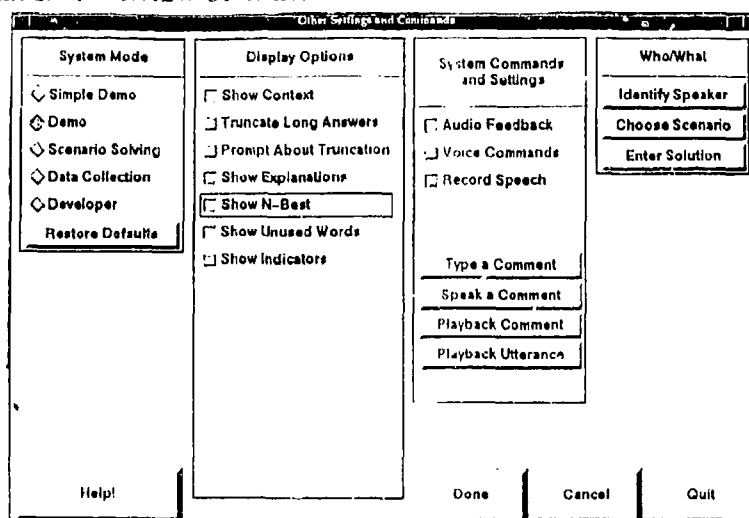 Other Settings and Commands
System Mode
Simple Demo
Demo
Scenario Solving
Data Collection
Developer
Restore Defaults
Display Options
Show Context
Truncate Long Answers
Prompt About Truncation
Show Explanations
Show N-Best
Show Unused Words
Show Indicators
System Commands
and Settings
Audio Feedback
Voice Commands
Record Speech
Type a Comment
Speak a Comment
Playback Comment
Playback Utterance
Who/What
Identify Speaker
Choose Scenario
Enter Solution
Help!
Done
Cancel
Quit